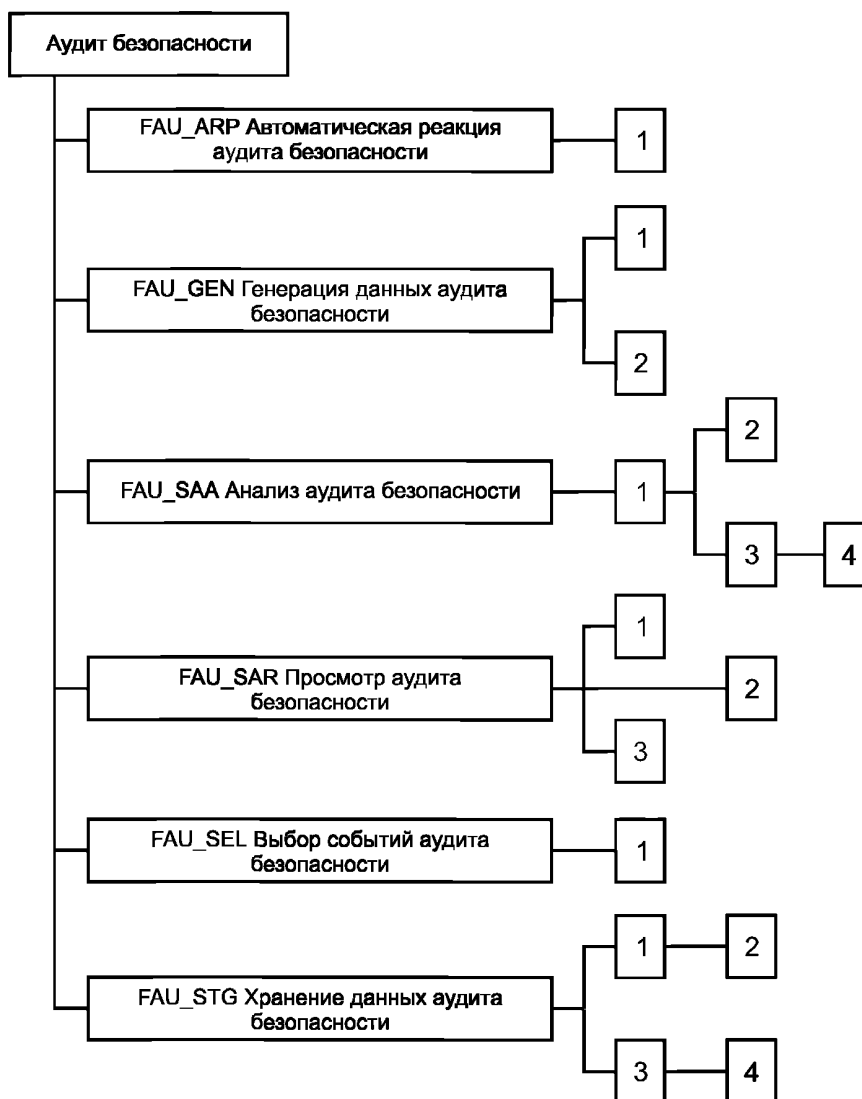 Аудит безопасности
FAU_ARP Автоматическая реакция
аудита безопасности
1
1
FAU_GEN Генерация данных аудита
безопасности
2
2
FAU_SAA Анализ аудита безопасности
1
3
4
1
FAU_SAR Просмотр аудита
безопасности
2
3
FAU_SEL Выбор событий аудита
безопасности
1
1
2
FAU_STG Хранение данных аудита
безопасности
3
4